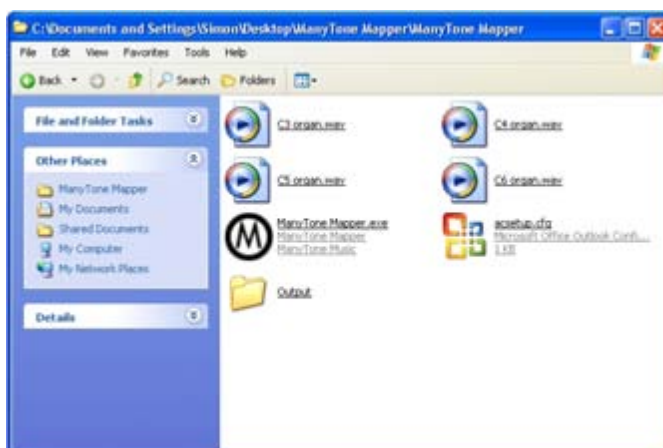 C:\Documents and Settings\Simon\Desktop\ManyTone Mapper\ManyTone Mapper
File Edit View Favorites Tools Help
Back Search Folders
File and Folder Tasks
Other Places
ManyTone Mapper
My Documents
Shared Documents
My Computer
My Network Places
Details
C3 organ.wav
C4 organ.wav
C5 organ.wav
C6 organ.wav
ManyTone Mapper.exe
ManyTone Mapper
ManyTone Music
acsetup.cfg
Microsoft Office Outlook Confi...
1 KB
Output